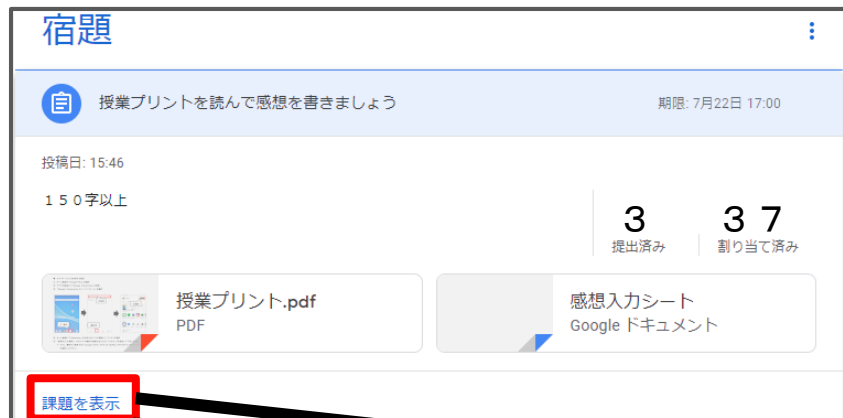 宿題
授業プリントを読んで感想を書きましょう
期限: 7月22日 17:00
投稿日: 15:46
１５０字以上
３
３７
提出済み
割り当て済み
授業プリント.pdf
PDF
感想入力シート
Google ドキュメント
課題を表示